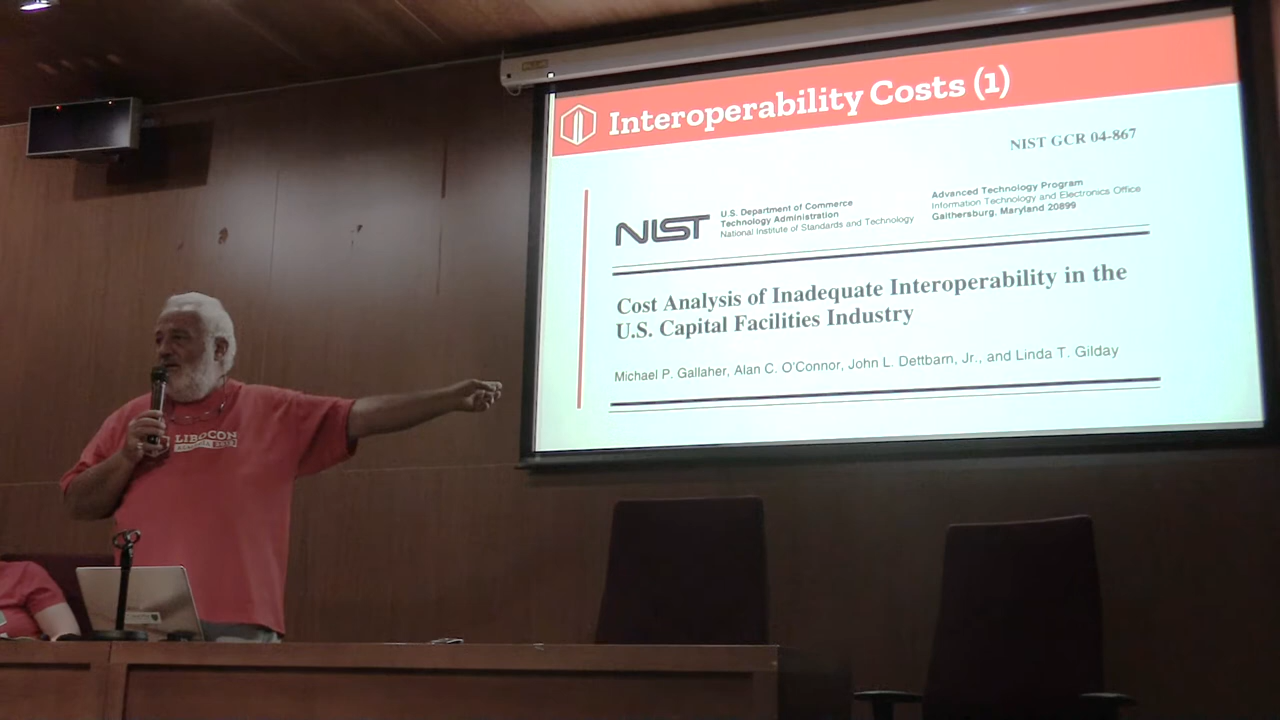 Interoperability Costs (1)
NIST GCR 04-867
NIST
U.S. Department of Commerce
Technology Administration
National Institute of Standards and Technology
Advanced Technology Program
Information Technology and Electronics Office
Gaithersburg, Maryland 20899
Cost Analysis of Inadequate Interoperability in the
U.S. Capital Facilities Industry
Michael P. Gallaher, Alan C. O'Connor, John L. Dettbarn, Jr., and Linda T. Gilday
LIBOCON